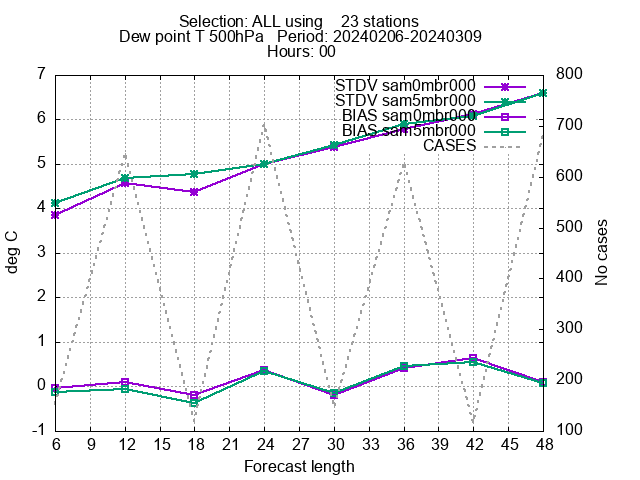 Selection: ALL using 23 stations
Dew point T 500hPa Period: 20240206-20240309
Hours: 00
STDV sam0mbr000
STDV sam5mbr000
BIAS sam0mbr000
BIAS sam5mbr000
CASES
7
6
5
4
3
2
1
0
-1
deg C
800
700
600
500
400
300
200
100
No cases
6 9 12 15 18 21 24 27 30 33 36 39 42 45 48
Forecast length